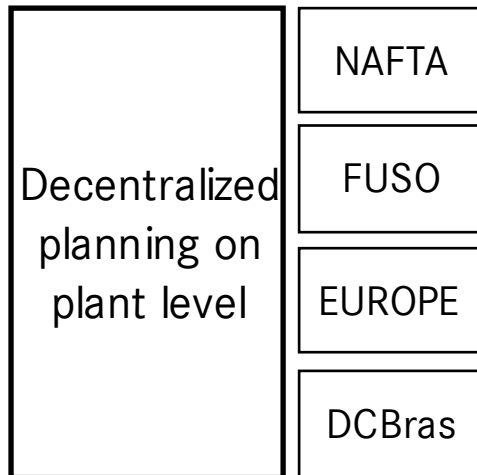 Decentralized
planning on
plant level
NAFTA
FUSO
EUROPE
DCBras